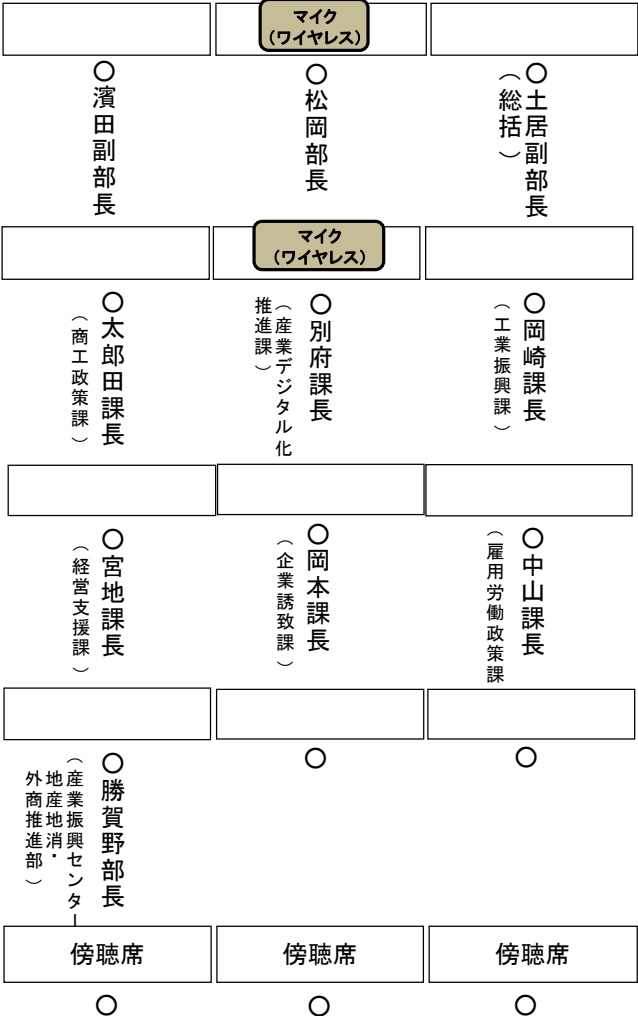 マイク
(ワイヤレス)
○土居副部長
（総括）
○松岡部長
○濱田副部長
マイク
(ワイヤレス)
○岡崎課長
（工業振興課）
○別府課長
（産業デジタル化
推進課）
○太郎田課長
（商工政策課）
○中山課長
（雇用労働政策課
○岡本課長
（企業誘致課）
○宮地課長
（経営支援課）
○
○
○勝賀野部長
（産業振興センター
地産地消・
外商推進部）
傍聴席
傍聴席
傍聴席
○
○
○